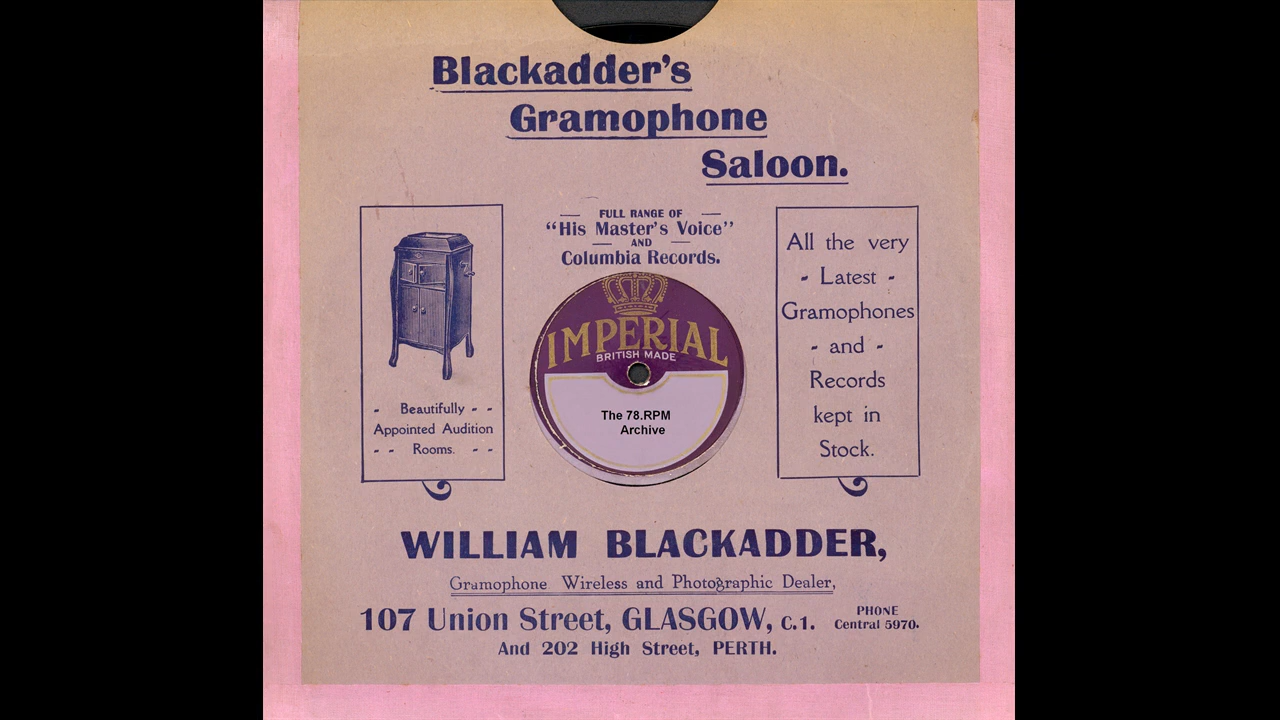 Blackadder's
Gramophone
Saloon.
FULL RANGE OF
"His Master's Voice"
AND
Columbia Records.
- Beautifully - -
Appointed Audition
- - Rooms. - -
IMPERIAL
BRITISH MADE
The 78.RPM
Archive
All the very
- Latest -
Gramophones
- and -
Records
kept in
Stock.
WILLIAM BLACKADDER,
Gramophone Wireless and Photographic Dealer,
107 Union Street, GLASGOW, C.1.
PHONE
Central 5970.
And 202 High Street, PERTH.